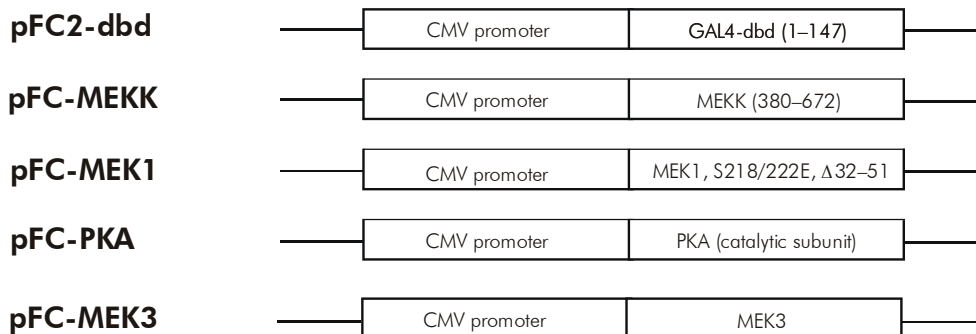 pFC2-dbd CMV promoter GAL4-dbd (1–147)
pFC-MEKK CMV promoter MEKK (380–672)
pFC-MEK1 CMV promoter MEK1, S218/222E, Δ32–51
pFC-PKA CMV promoter PKA (catalytic subunit)
pFC-MEK3 CMV promoter MEK3